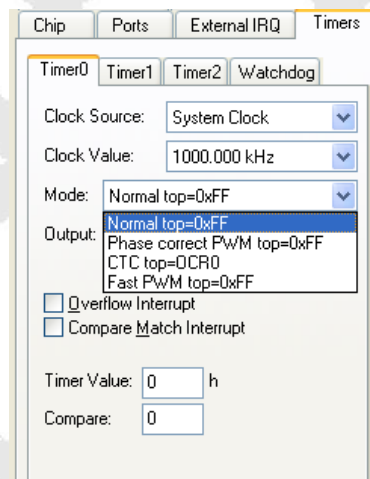 Chip Ports External IRQ Timers
Timer0 Timer1 Timer2 Watchdog
Clock Source: System Clock
Clock Value: 1000.000 kHz
Mode: Normal top=0xFF
Normal top=0xFF
Output: Phase correct PWM top=0xFF
CTC top=OCR0
Fast PWM top=0xFF
Overflow Interrupt
Compare Match Interrupt
Timer Value: 0 h
Compare: 0